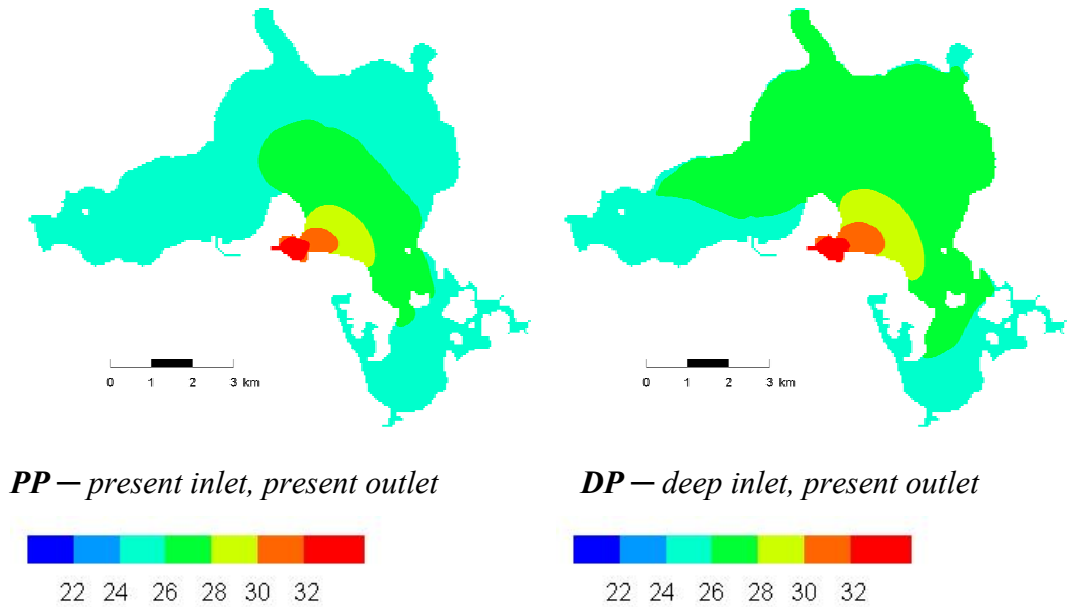 0 1 2 3 km
0 1 2 3 km
PP — present inlet, present outlet
DP — deep inlet, present outlet
22 24 26 28 30 32
22 24 26 28 30 32